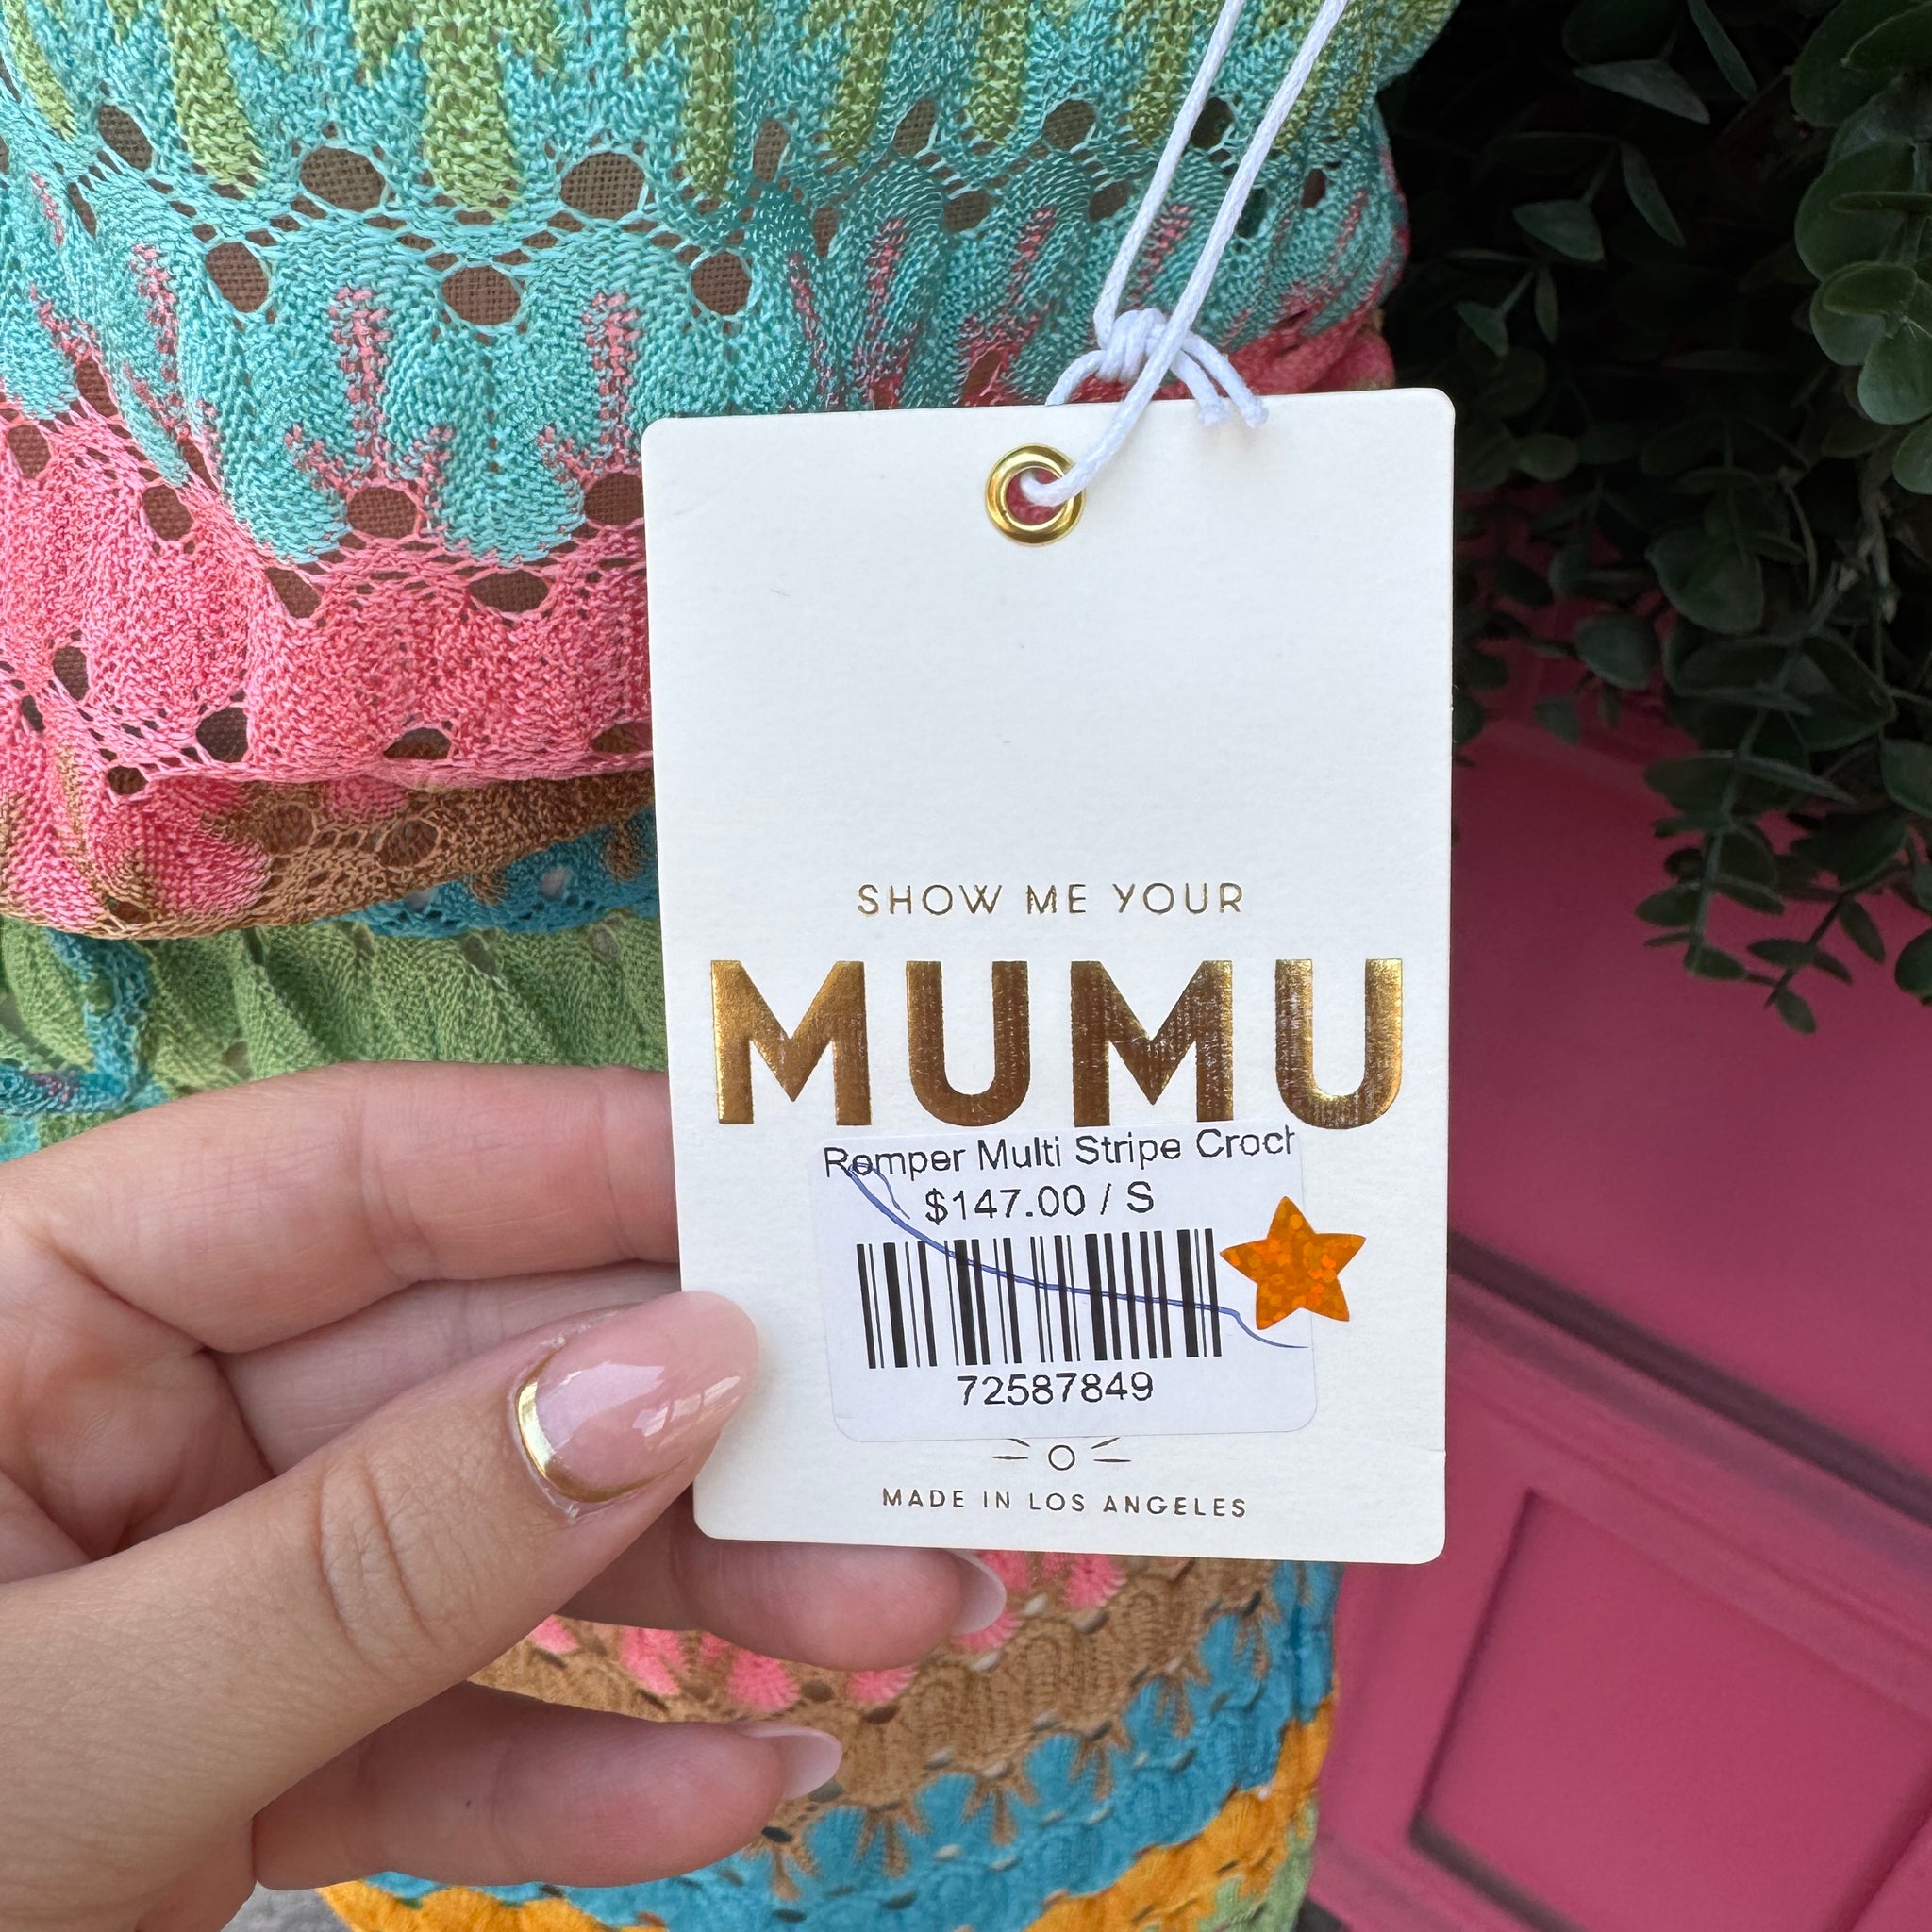 SHOW ME YOUR
MUMU
Romper Multi Stripe Croch
$147.00 / S
72587849
MADE IN LOS ANGELES